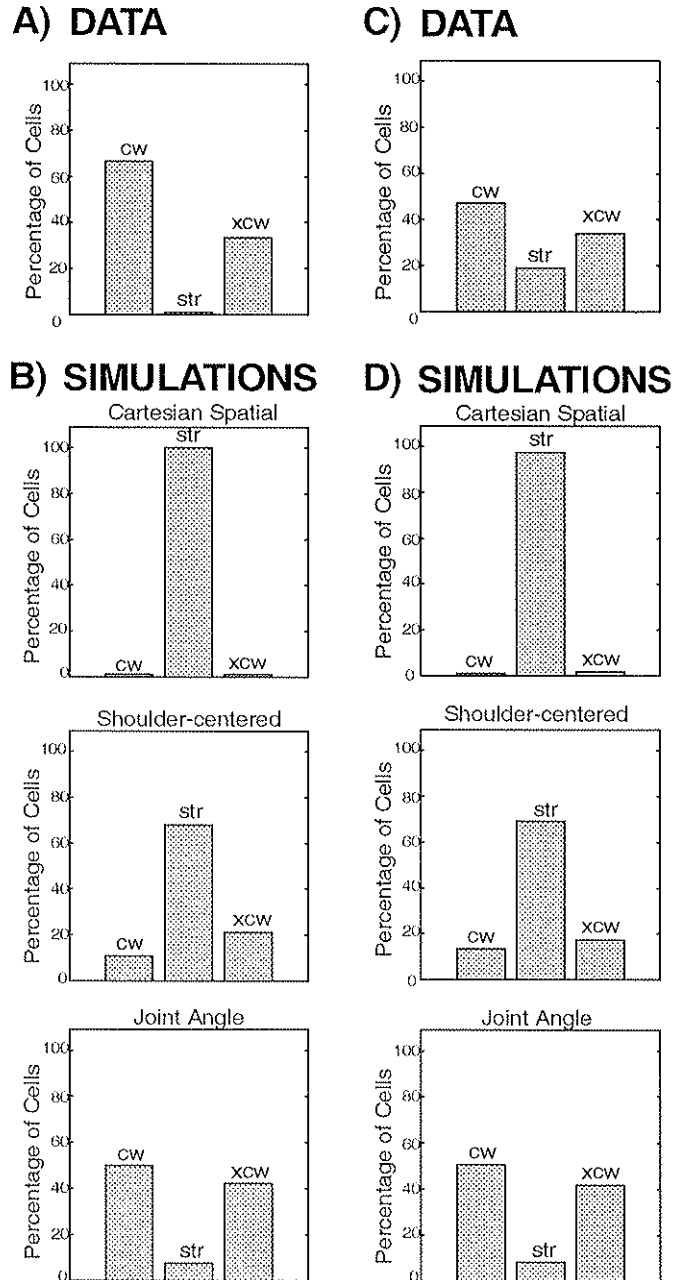 A) DATA
Percentage of Cells
100
80
60
40
20
0
cw
str
xcw
C) DATA
Percentage of Cells
100
80
60
40
20
0
cw
str
xcw
B) SIMULATIONS
Cartesian Spatial
Percentage of Cells
100
80
60
40
20
0
cw
str
xcw
Shoulder-centered
Percentage of Cells
100
80
60
40
20
0
cw
str
xcw
Joint Angle
Percentage of Cells
100
80
60
40
20
0
cw
str
xcw
D) SIMULATIONS
Cartesian Spatial
Percentage of Cells
100
80
60
40
20
0
cw
str
xcw
Shoulder-centered
Percentage of Cells
100
80
60
40
20
0
cw
str
xcw
Joint Angle
Percentage of Cells
100
80
60
40
20
0
cw
str
xcw